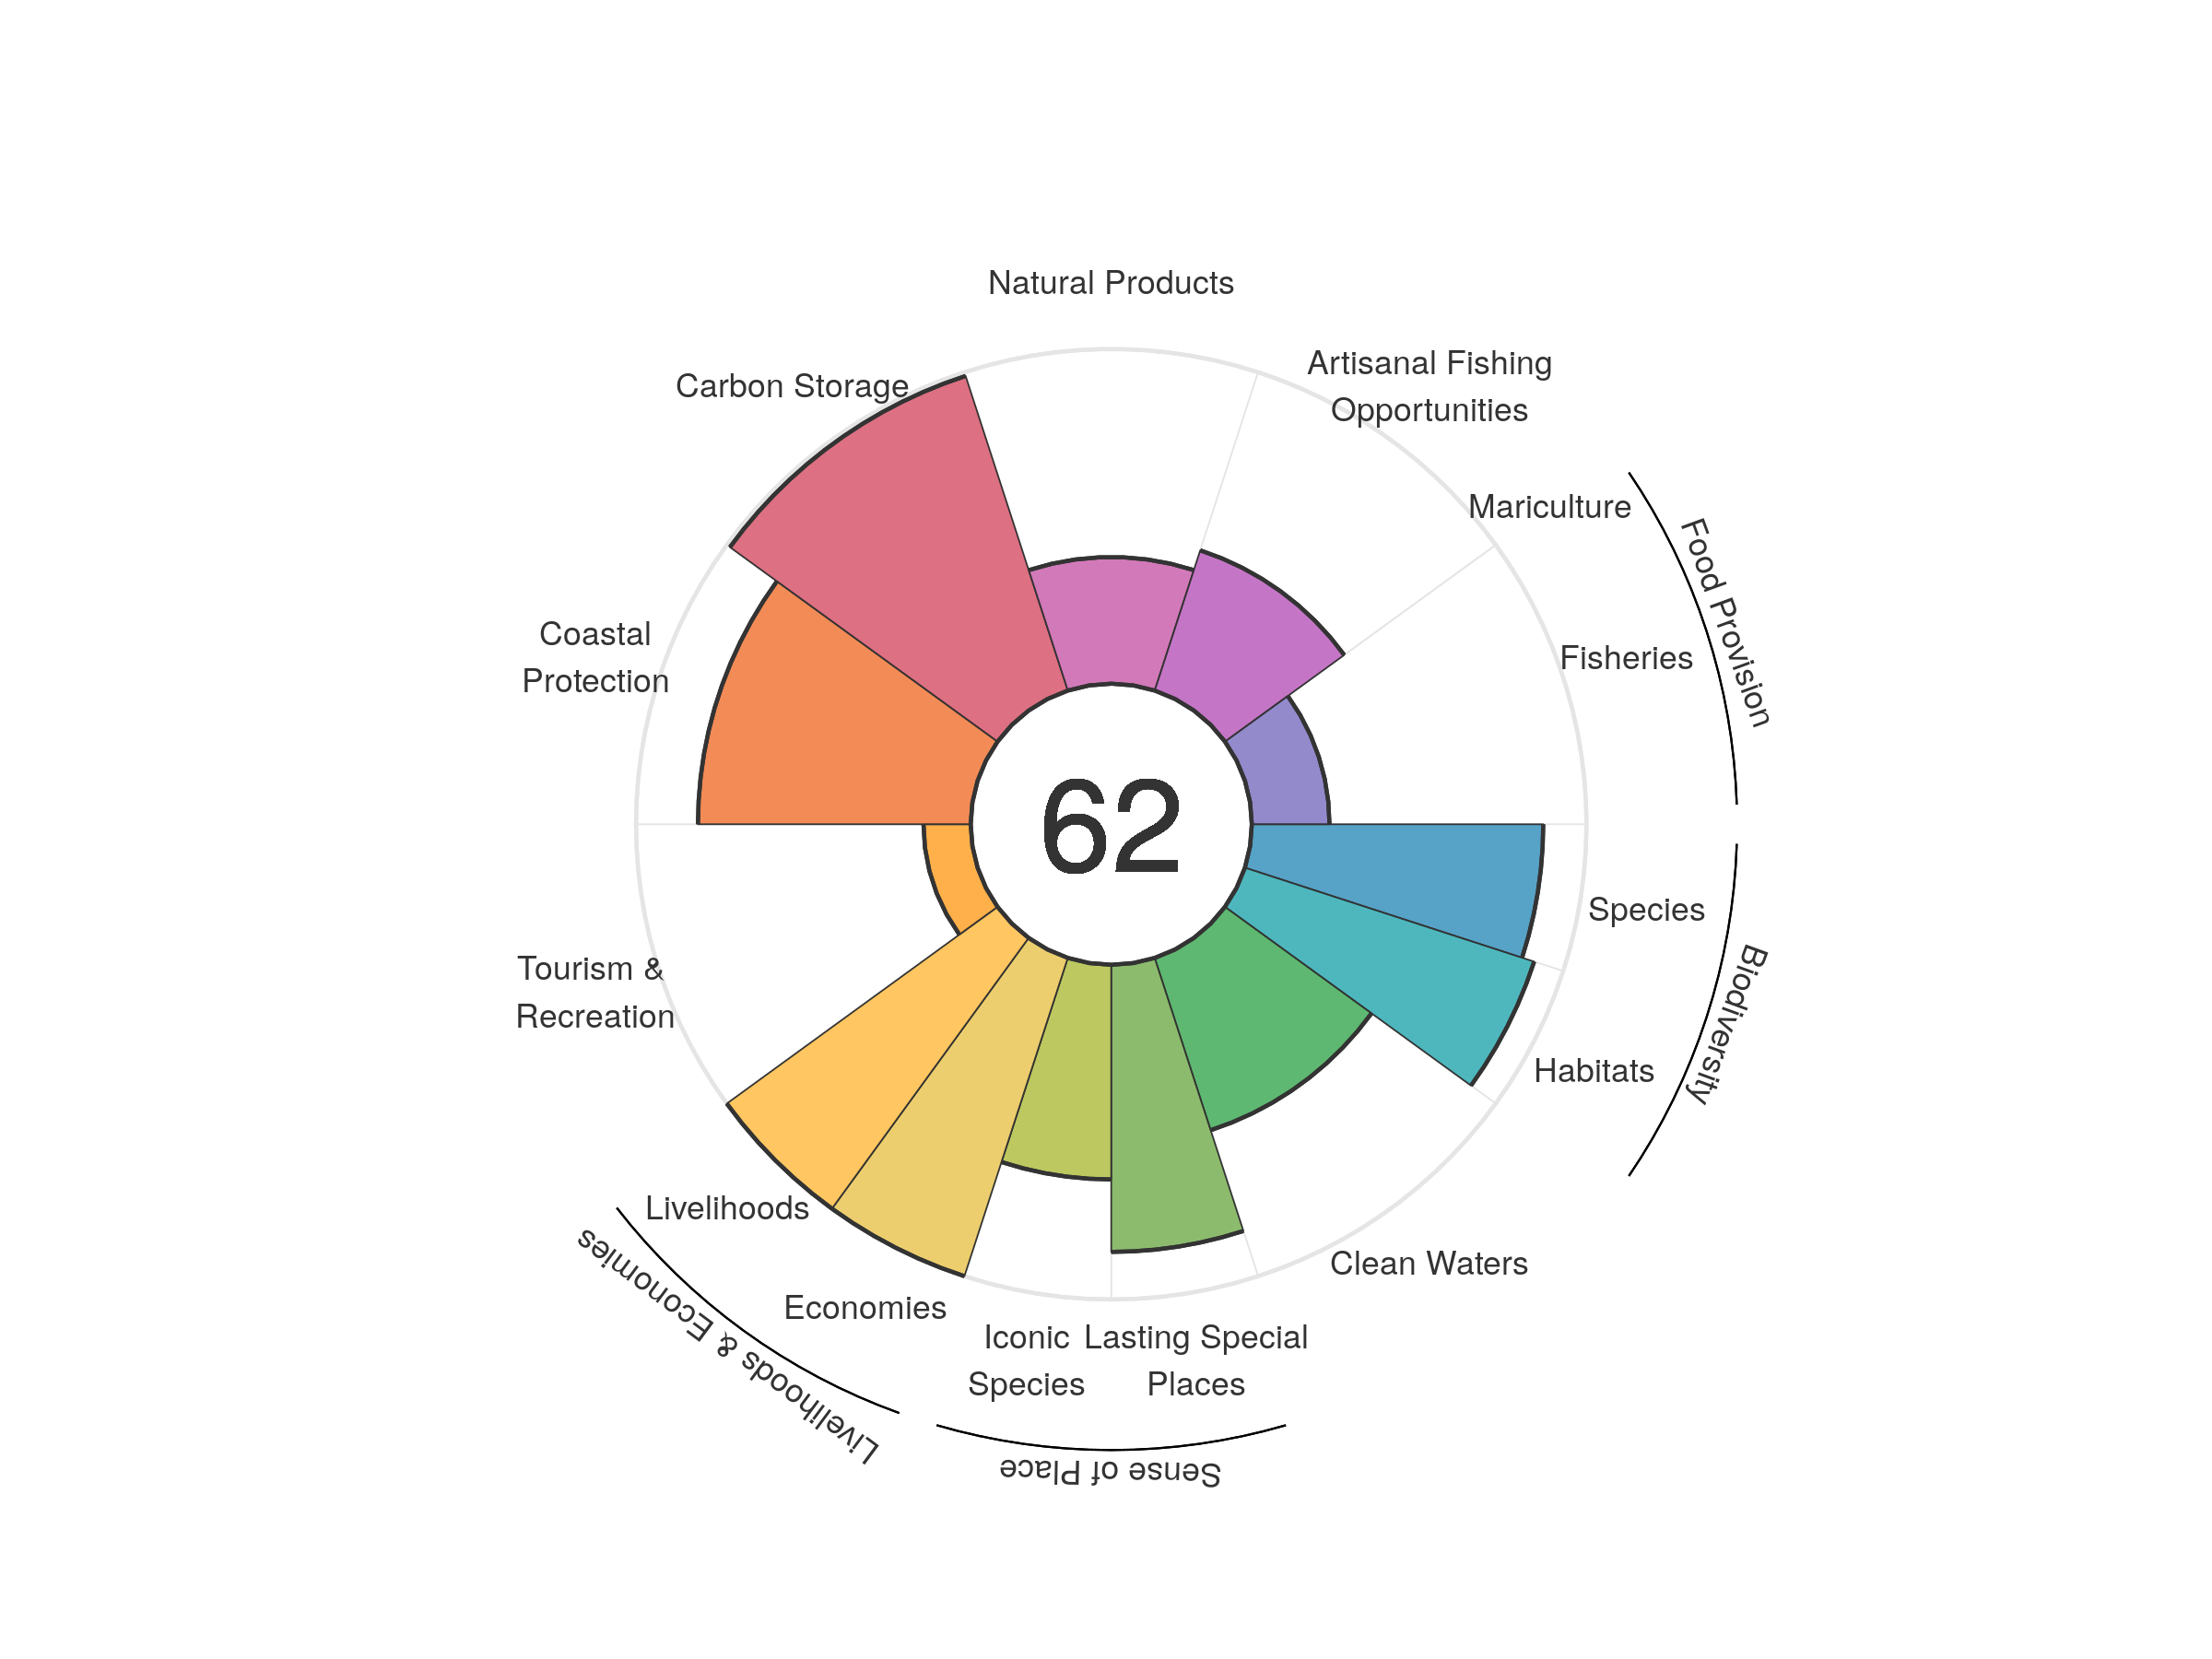 Natural Products
Artisanal Fishing
Opportunities
Carbon Storage
Mariculture
Food Provision
Fisheries
Coastal
Protection
62
Species
Biodiversity
Habitats
Tourism &
Recreation
Livelihoods
Clean Waters
Economies
Livelihoods & Economies
Iconic
Species
Lasting Special
Places
Sense of Place